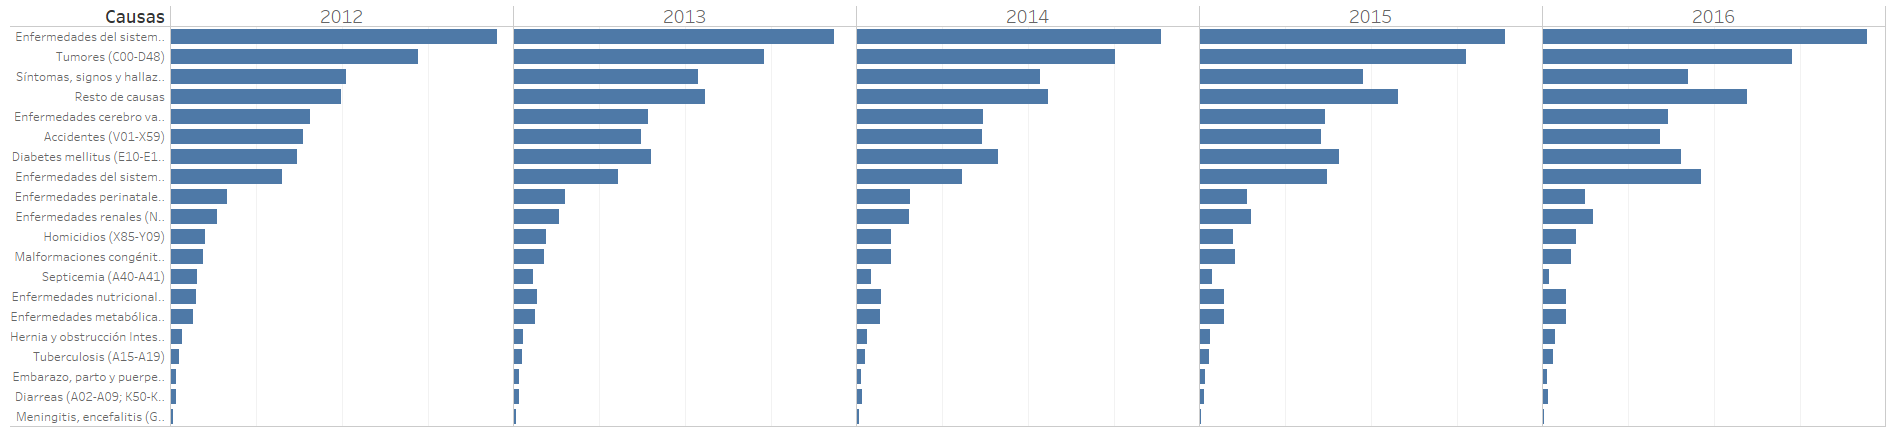 Causas 2012 2013 2014 2015 2016
Enfermedades del sistem..
Tumores (C00-D48)
Síntomas, signos y hallaz..
Resto de causas
Enfermedades cerebro va..
Accidentes (V01-X59)
Diabetes mellitus (E10-E1..
Enfermedades del sistem..
Enfermedades perinatale..
Enfermedades renales (N..
Homicidios (X85-Y09)
Malformaciones congénit..
Septicemia (A40-A41)
Enfermedades nutricional..
Enfermedades metabólica..
Hernia y obstrucción Intes..
Tuberculosis (A15-A19)
Embarazo, parto y puerpe..
Diarreas (A02-A09; K50-K..
Meningitis, encefalitis (G..